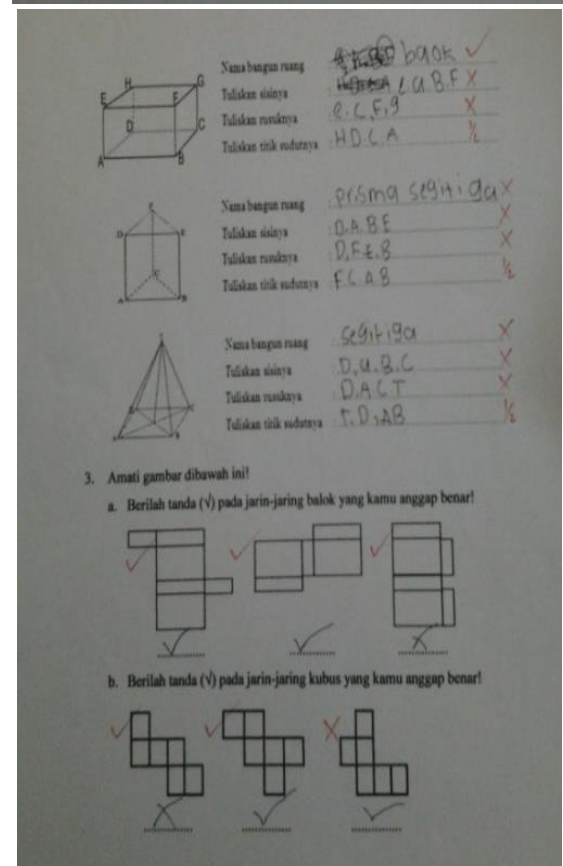 H G
E F
D C
A B
Nama bangun ruang : balok ✓
Tuliskan sisinya : e a B.F X
Tuliskan rusuknya : e.c,F,g X
Tuliskan titik sudutnya : H D.C.A ½
F
D E
C
A B
Nama bangun ruang : Prisma segitiga X
Tuliskan sisinya : D.A.B E X
Tuliskan rusuknya : D,F E.B X
Tuliskan titik sudutnya : F C A B ½
T
Nama bangun ruang : segitiga X
Tuliskan sisinya : D,a.B.C X
Tuliskan rusuknya : D.A C T X
Tuliskan titik sudutnya : T.D,AB ½
3. Amati gambar dibawah ini!
a. Berilah tanda (√) pada jarin-jaring balok yang kamu anggap benar!
✓ ✓ ✓
✓ ✓ X
b. Berilah tanda (√) pada jarin-jaring kubus yang kamu anggap benar!
✓ ✓ X
X ✓ ✓